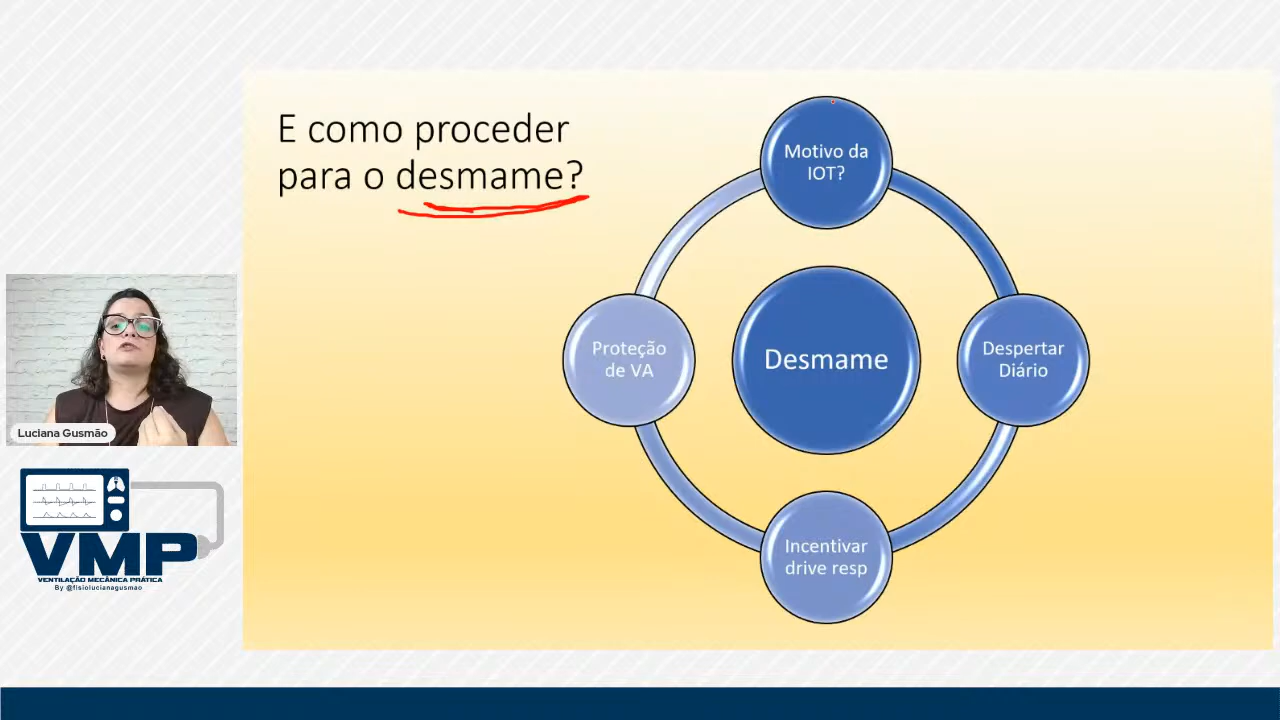 E como proceder
para o desmame?
Motivo da
IOT?
Proteção
de VA
Desmame
Despertar
Diário
Incentivar
drive resp
Luciana Gusmão
VMP
VENTILAÇÃO MECÂNICA PRÁTICA
By @fisiolucianagusmao